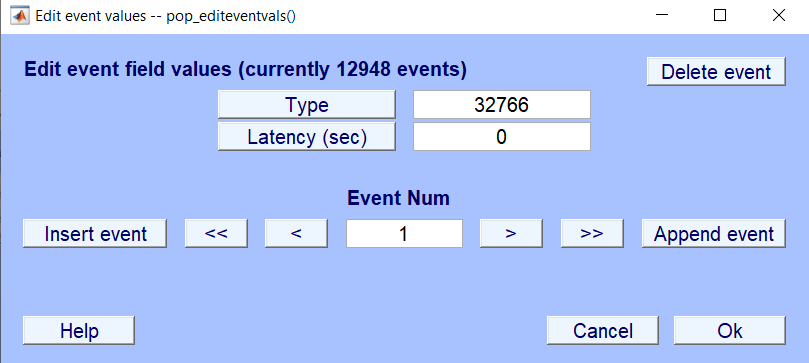 Edit event values -- pop_editeventvals()
Edit event field values (currently 12948 events)
Delete event
Type 32766
Latency (sec) 0
Event Num
Insert event << < 1 > >> Append event
Help Cancel Ok